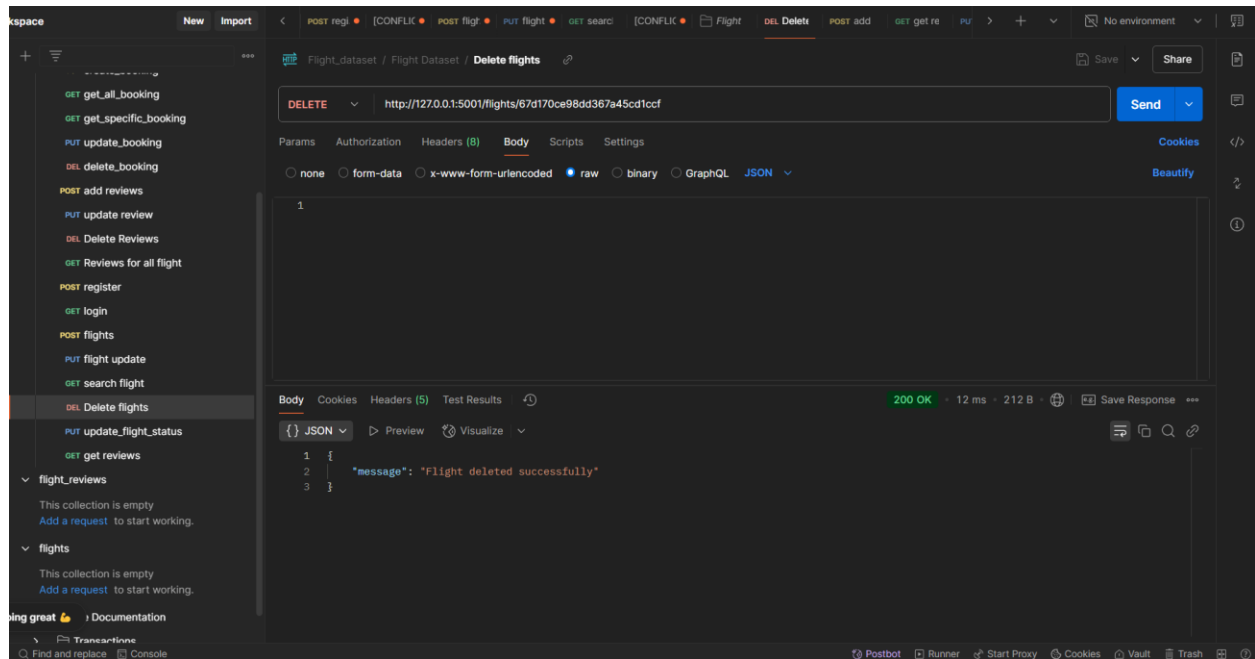 kspace New Import
POST regi [CONFLIC POST fligh PUT flight GET searc [CONFLIC Flight DEL Delete POST add GET get re PU No environment
HTTP Flight_dataset / Flight Dataset / Delete flights Save Share
DELETE http://127.0.0.1:5001/flights/67d170ce98dd367a45cd1ccf Send
Params Authorization Headers (8) Body Scripts Settings Cookies
none form-data x-www-form-urlencoded raw binary GraphQL JSON Beautify
1
GET get_all_booking
GET get_specific_booking
PUT update_booking
DEL delete_booking
POST add reviews
PUT update review
DEL Delete Reviews
GET Reviews for all flight
POST register
GET login
POST flights
PUT flight update
GET search flight
DEL Delete flights
PUT update_flight_status
GET get reviews
flight_reviews
This collection is empty
Add a request to start working.
flights
This collection is empty
Add a request to start working.
ping great 💪 Documentation
Transactions
Body Cookies Headers (5) Test Results 200 OK 12 ms 212 B Save Response
{} JSON Preview Visualize
1 {
2 "message": "Flight deleted successfully"
3 }
Find and replace Console Postbot Runner Start Proxy Cookies Vault Trash